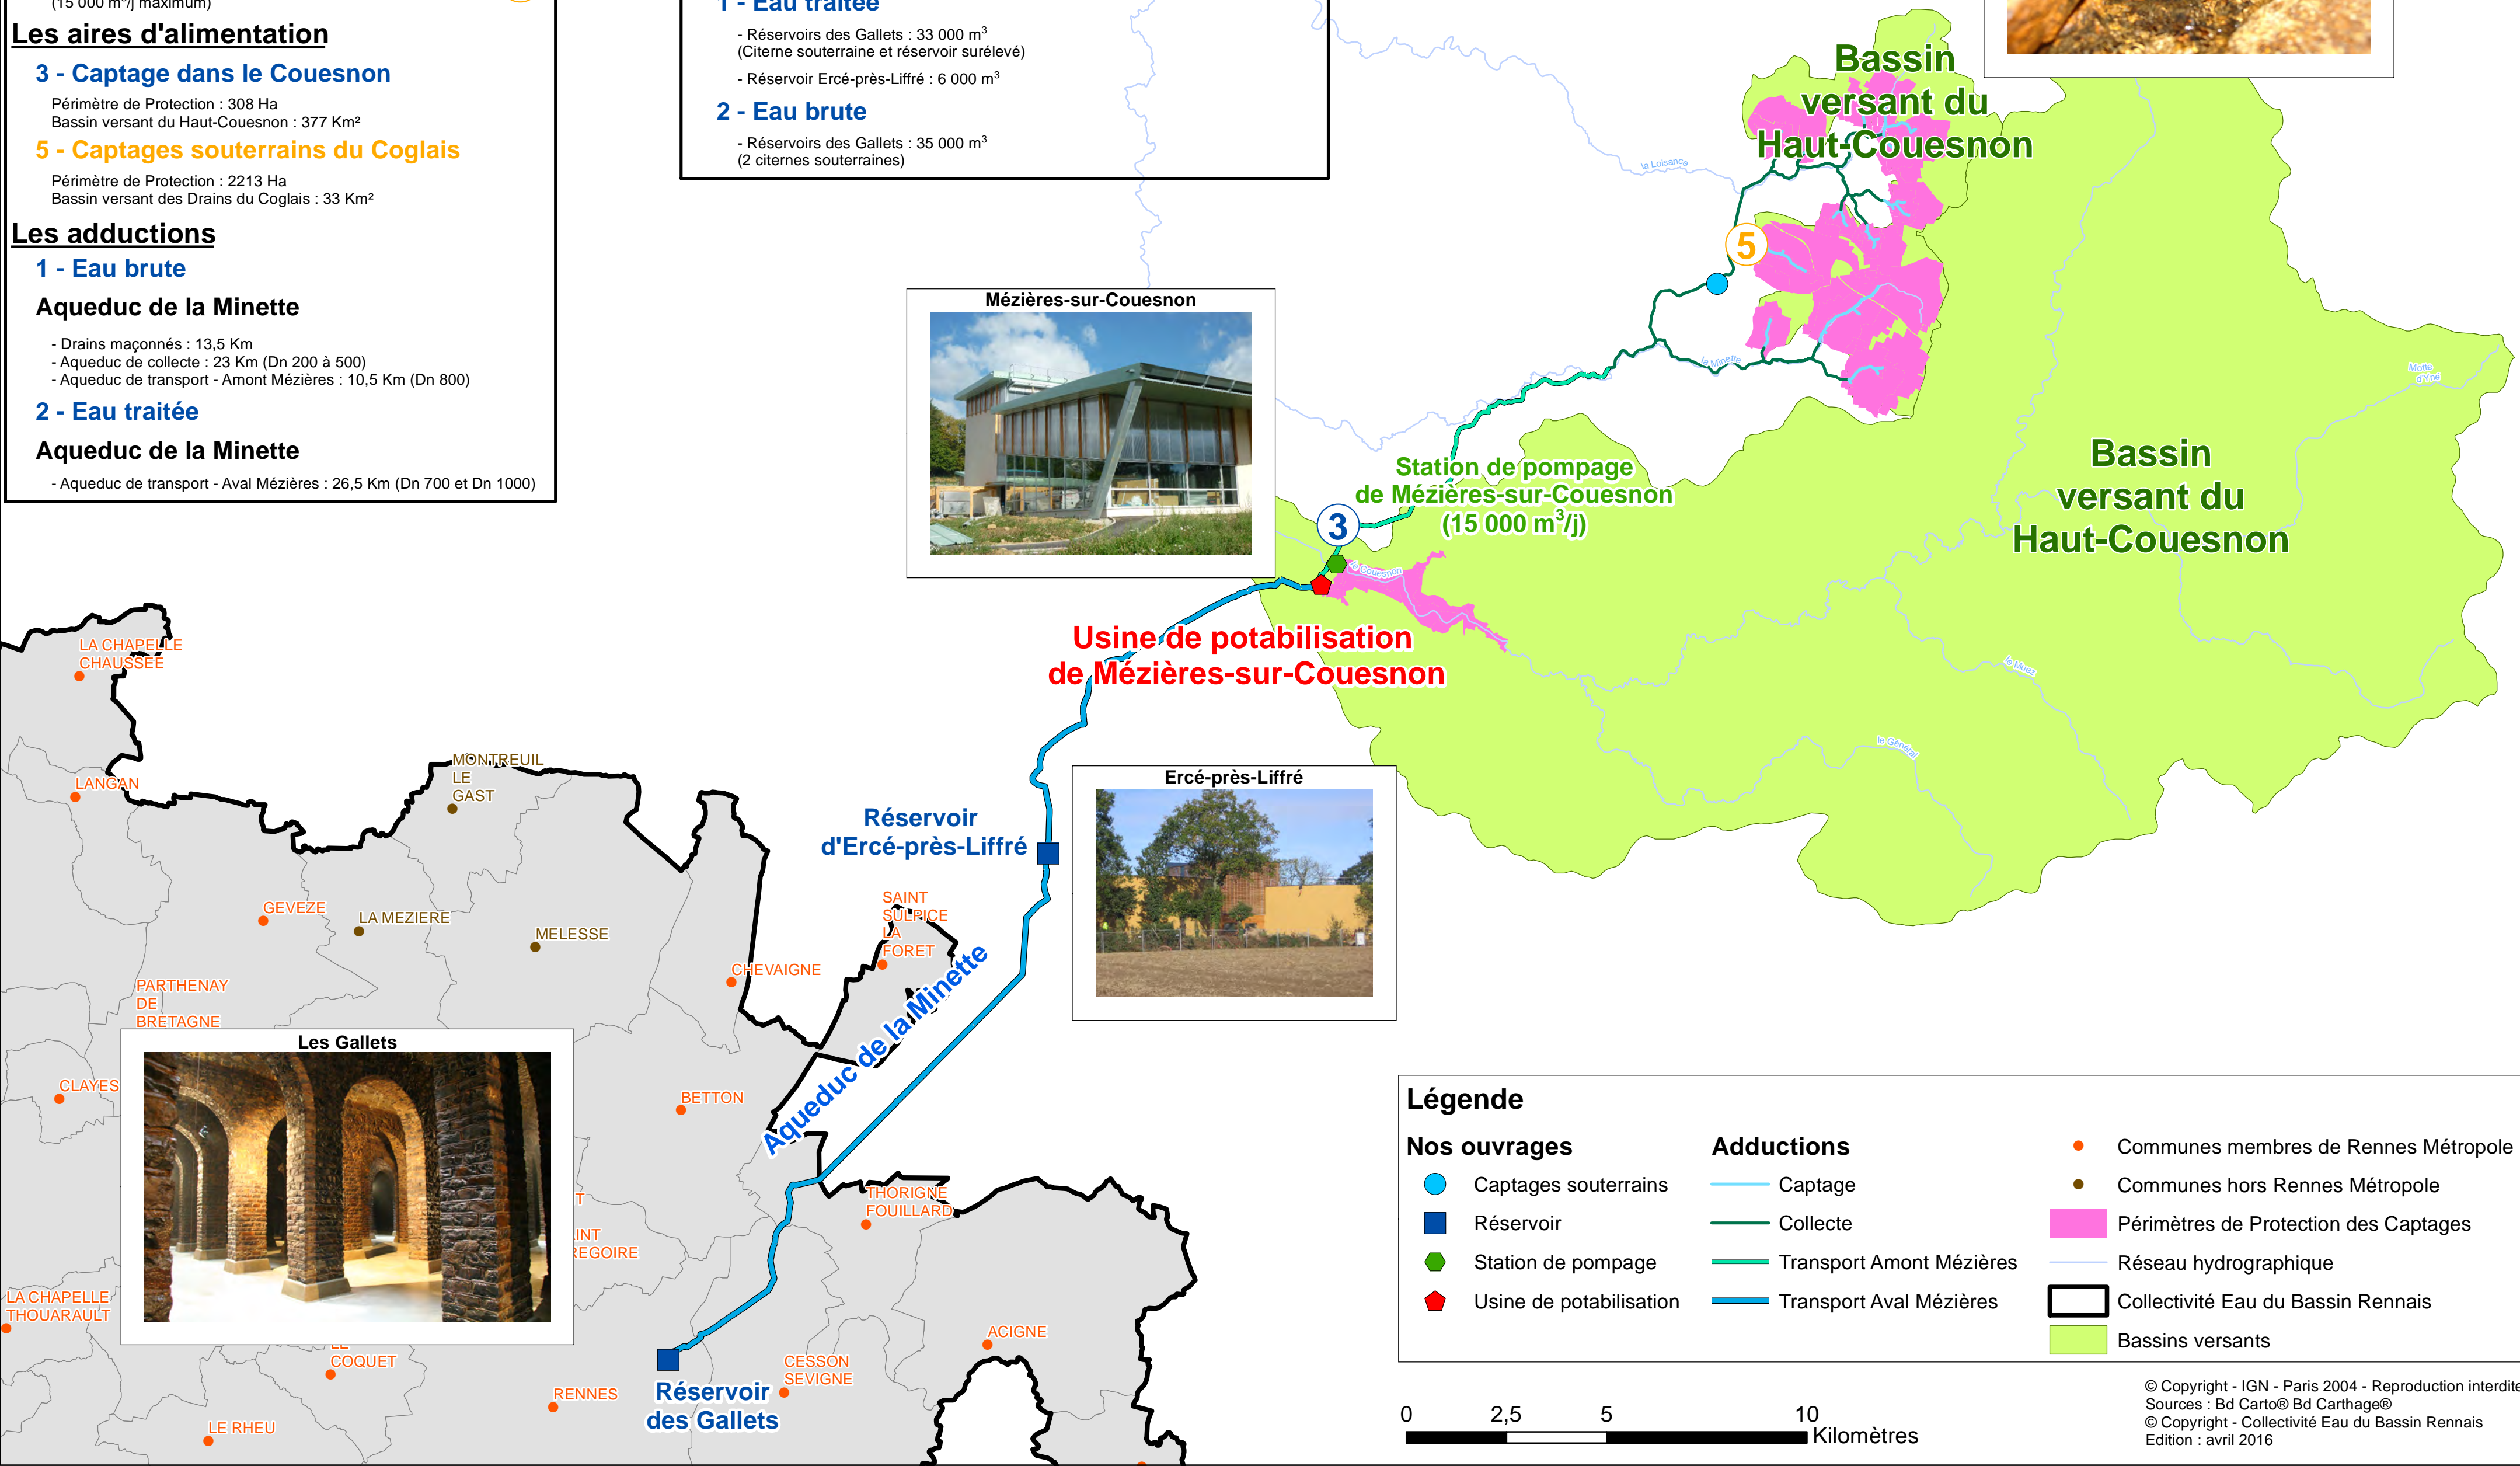 (15 000 m³/j maximum)
Les aires d'alimentation
3 - Captage dans le Couesnon
Périmètre de Protection : 308 Ha
Bassin versant du Haut-Couesnon : 377 Km²
5 - Captages souterrains du Coglais
Périmètre de Protection : 2213 Ha
Bassin versant des Drains du Coglais : 33 Km²
Les adductions
1 - Eau brute
Aqueduc de la Minette
- Drains maçonnés : 13,5 Km
- Aqueduc de collecte : 23 Km (Dn 200 à 500)
- Aqueduc de transport - Amont Mézières : 10,5 Km (Dn 800)
2 - Eau traitée
Aqueduc de la Minette
- Aqueduc de transport - Aval Mézières : 26,5 Km (Dn 700 et Dn 1000)
1 - Eau traitée
- Réservoirs des Gallets : 33 000 m³
(Citerne souterraine et réservoir surélevé)
- Réservoir Ercé-près-Liffré : 6 000 m³
2 - Eau brute
- Réservoirs des Gallets : 35 000 m³
(2 citernes souterraines)
Bassin
versant du
Haut-Couesnon
la Loisance
5
Mézières-sur-Couesnon
la Minette
Motte
d'Yné
Bassin
versant du
Haut-Couesnon
Station de pompage
de Mézières-sur-Couesnon
(15 000 m³/j)
3
le Couesnon
Usine de potabilisation
de Mézières-sur-Couesnon
le Muez
le Général
LA CHAPELLE
CHAUSSEE
LANGAN
MONTREUIL
LE
GAST
Ercé-près-Liffré
Réservoir
d'Ercé-près-Liffré
GEVEZE
LA MEZIERE
MELESSE
SAINT
SULPICE
LA
FORET
CHEVAIGNE
PARTHENAY
DE
BRETAGNE
Aqueduc de la Minette
Les Gallets
CLAYES
BETTON
THORIGNE
FOUILLARD
T
INT
REGOIRE
LA CHAPELLE
THOUARAULT
LE
COQUET
ACIGNE
CESSON
SEVIGNE
RENNES
Réservoir
des Gallets
LE RHEU
Légende
Nos ouvrages
Captages souterrains
Réservoir
Station de pompage
Usine de potabilisation
Adductions
Captage
Collecte
Transport Amont Mézières
Transport Aval Mézières
Communes membres de Rennes Métropole
Communes hors Rennes Métropole
Périmètres de Protection des Captages
Réseau hydrographique
Collectivité Eau du Bassin Rennais
Bassins versants
0 2,5 5 10
Kilomètres
© Copyright - IGN - Paris 2004 - Reproduction interdite
Sources : Bd Carto® Bd Carthage®
© Copyright - Collectivité Eau du Bassin Rennais
Edition : avril 2016